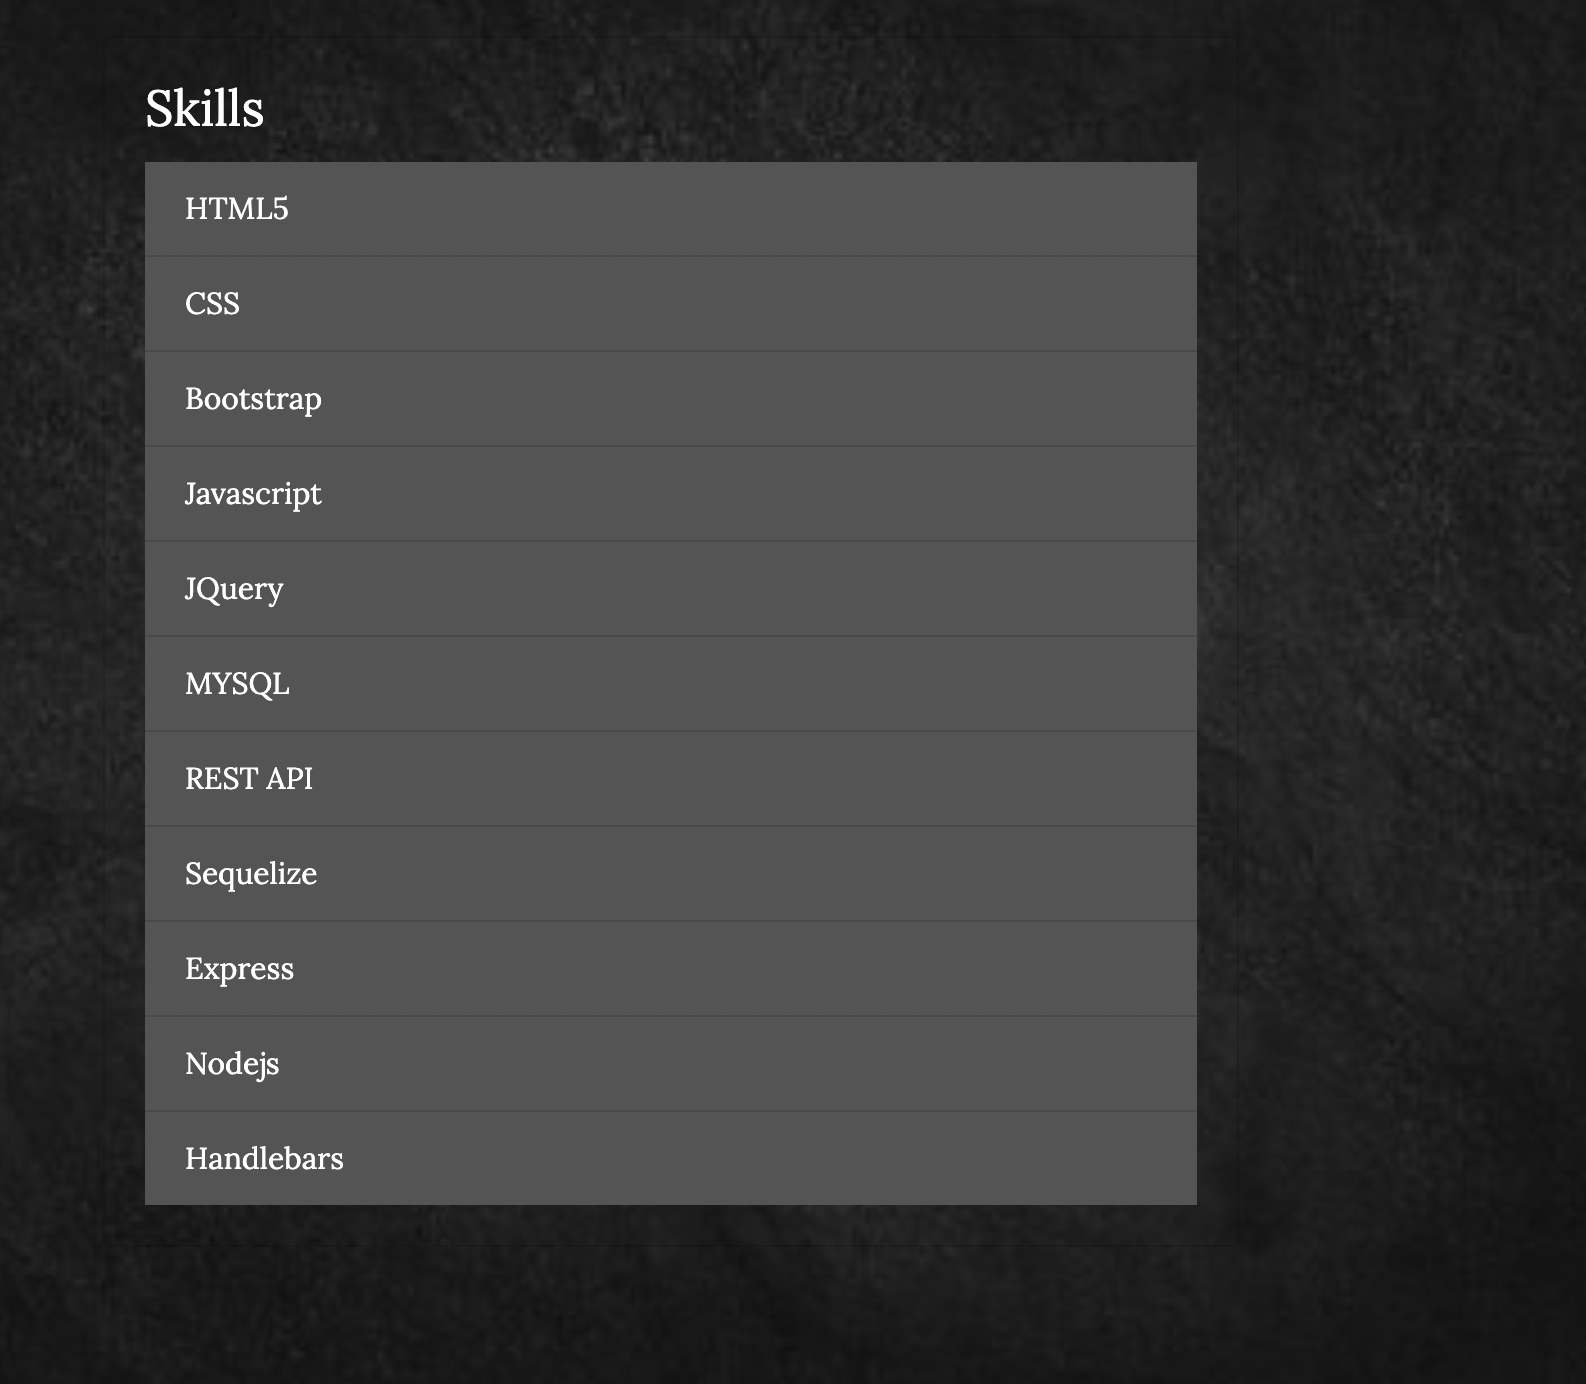 Skills
HTML5
CSS
Bootstrap
Javascript
JQuery
MYSQL
REST API
Sequelize
Express
Nodejs
Handlebars